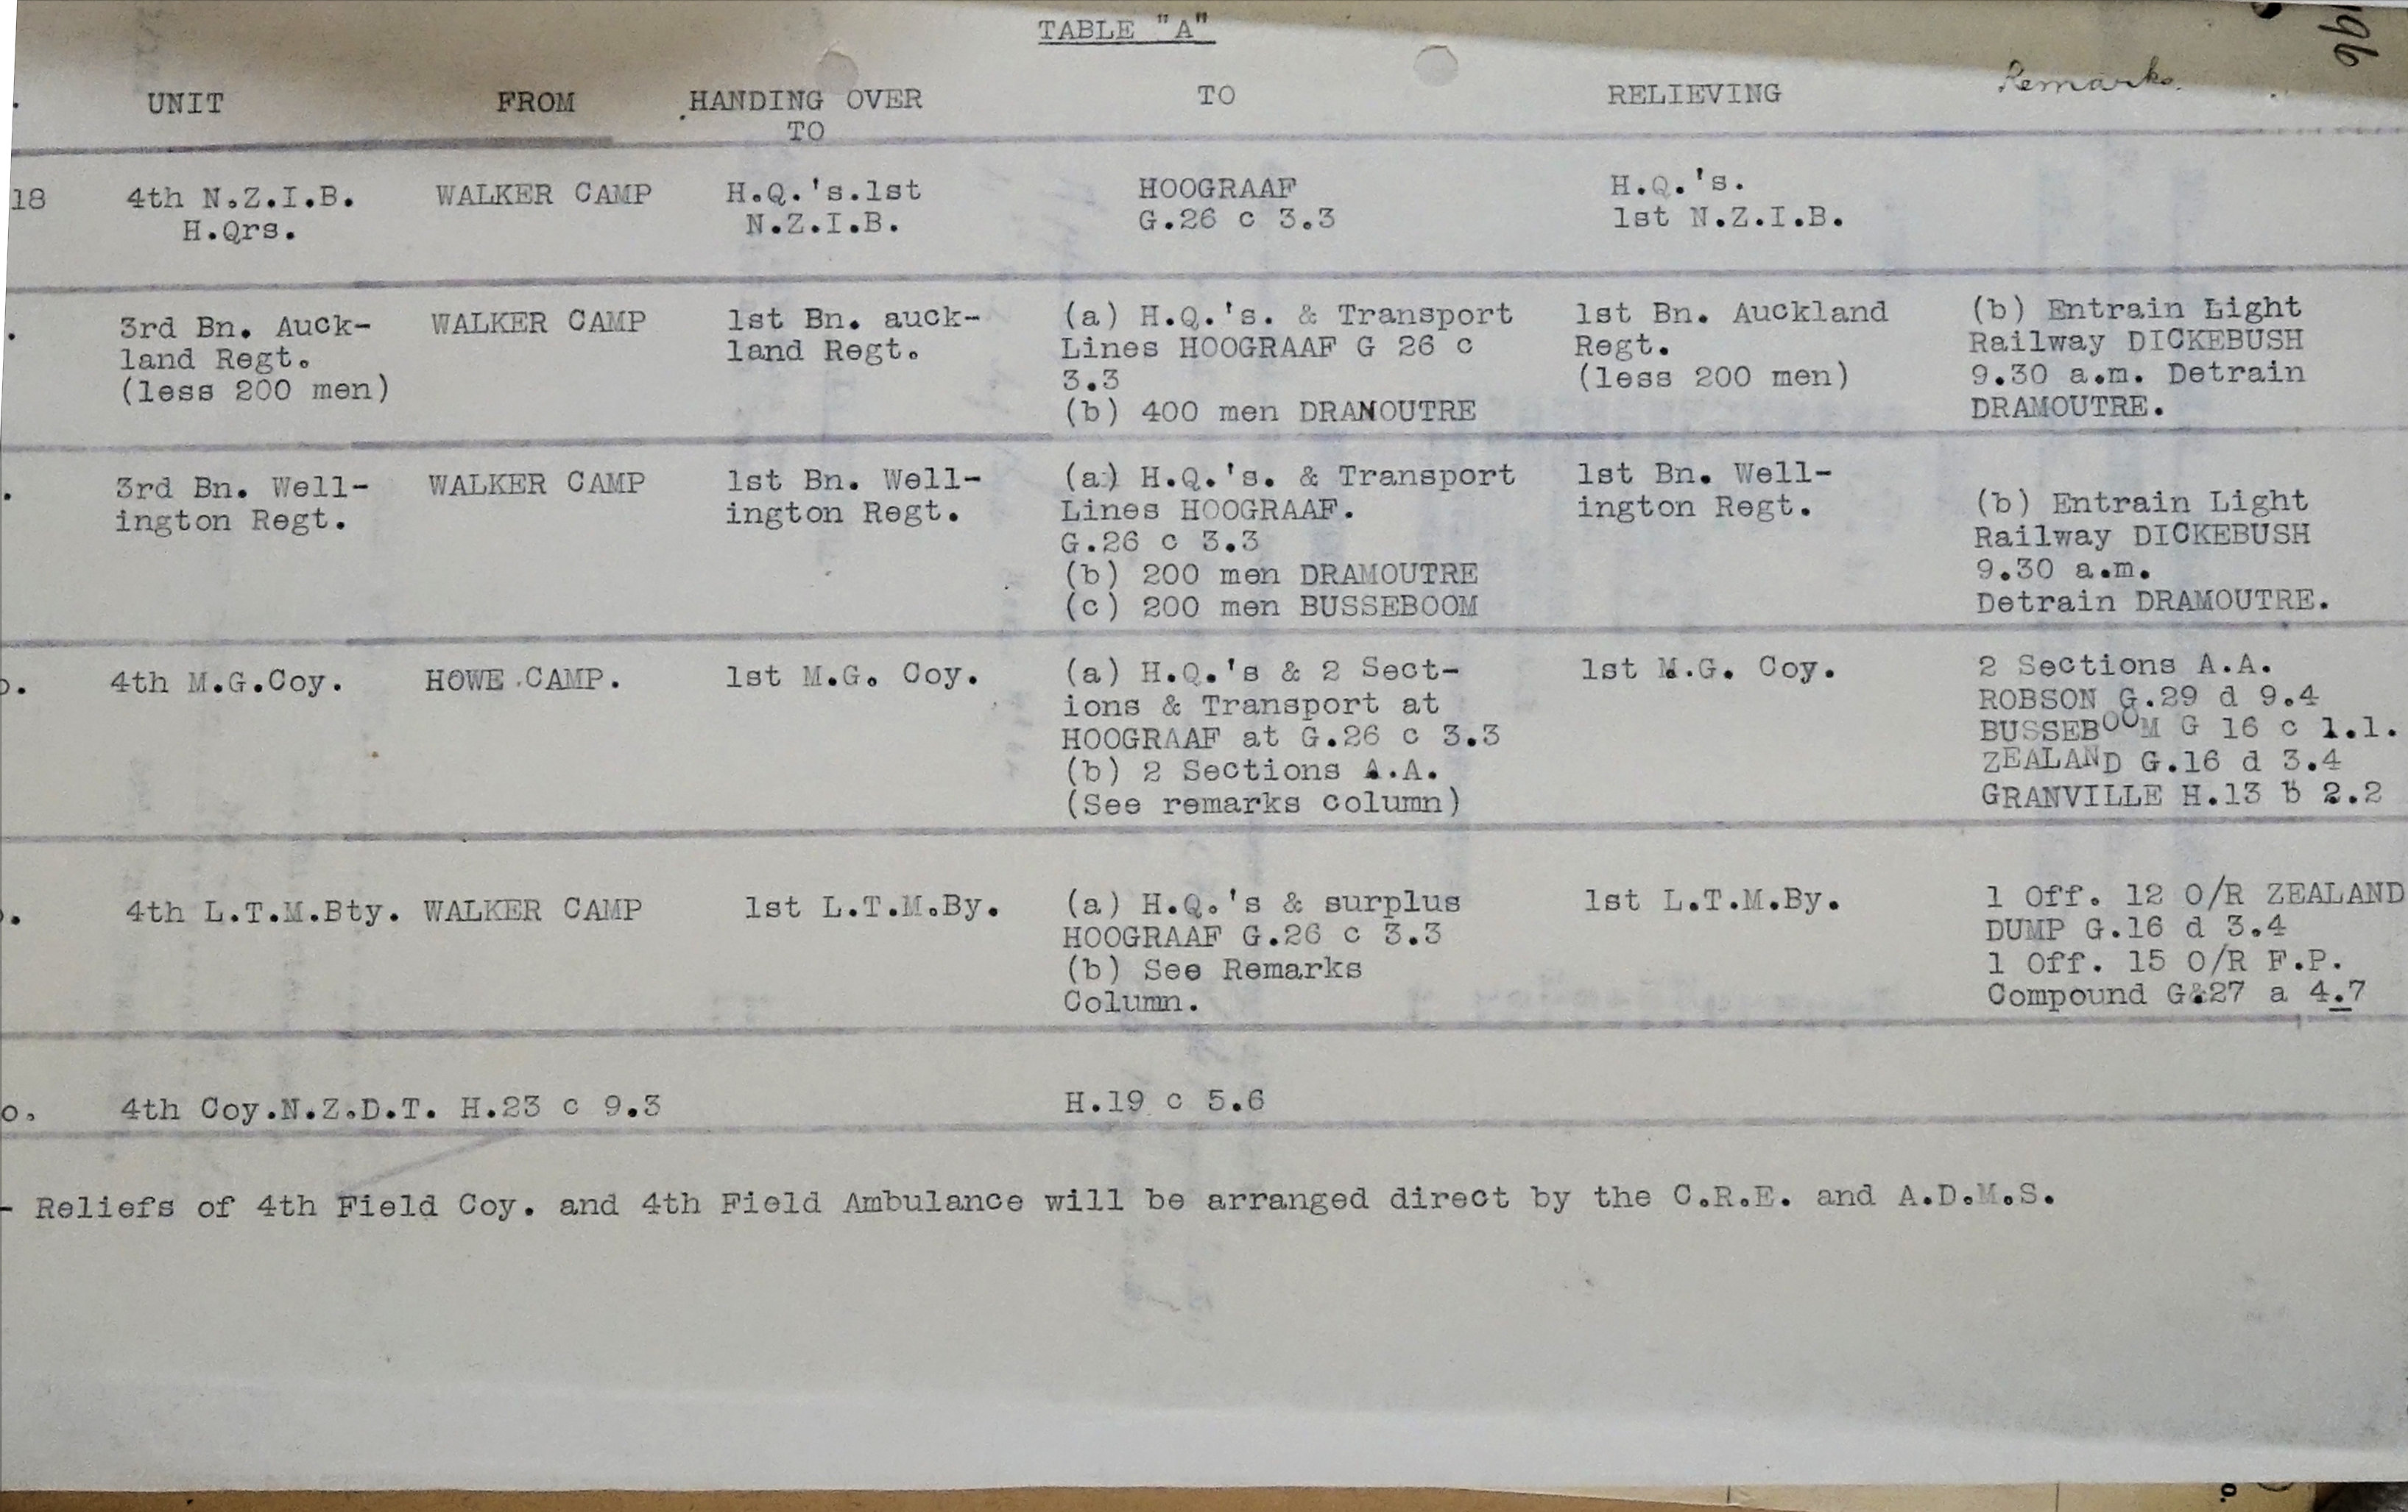 TABLE "A"
UNIT FROM HANDING OVER TO TO RELIEVING Remarks.
18 4th N.Z.I.B. WALKER CAMP H.Q.'s.1st HOOGRAAF H.Q.'s.
H.Qrs. N.Z.I.B. G.26 c 3.3 1st N.Z.I.B.
3rd Bn. Auck- WALKER CAMP 1st Bn. auck- (a) H.Q.'s. & Transport 1st Bn. Auckland (b) Entrain Light
land Regt. land Regt. Lines HOOGRAAF G 26 c Regt. Railway DICKEBUSH
(less 200 men) 3.3 (less 200 men) 9.30 a.m. Detrain
(b) 400 men DRANOUTRE DRAMOUTRE.
3rd Bn. Well- WALKER CAMP 1st Bn. Well- (a) H.Q.'s. & Transport 1st Bn. Well- (b) Entrain Light
ington Regt. ington Regt. Lines HOOGRAAF. ington Regt. Railway DICKEBUSH
G.26 c 3.3 9.30 a.m.
(b) 200 men DRAMOUTRE Detrain DRAMOUTRE.
(c) 200 men BUSSEBOOM
o. 4th M.G.Coy. HOWE CAMP. 1st M.G. Coy. (a) H.Q.'s & 2 Sect- 1st M.G. Coy. 2 Sections A.A.
ions & Transport at ROBSON G.29 d 9.4
HOOGRAAF at G.26 c 3.3 BUSSEBOOM G 16 c 1.1.
(b) 2 Sections A.A. ZEALAND G.16 d 3.4
(See remarks column) GRANVILLE H.13 b 2.2
4th L.T.M.Bty. WALKER CAMP 1st L.T.M.By. (a) H.Q.'s & surplus 1st L.T.M.By. 1 Off. 12 O/R ZEALAND
HOOGRAAF G.26 c 3.3 DUMP G.16 d 3.4
(b) See Remarks 1 Off. 15 O/R F.P.
Column. Compound G.27 a 4.7
o. 4th Coy.N.Z.D.T. H.23 c 9.3 H.19 c 5.6
- Reliefs of 4th Field Coy. and 4th Field Ambulance will be arranged direct by the C.R.E. and A.D.M.S.